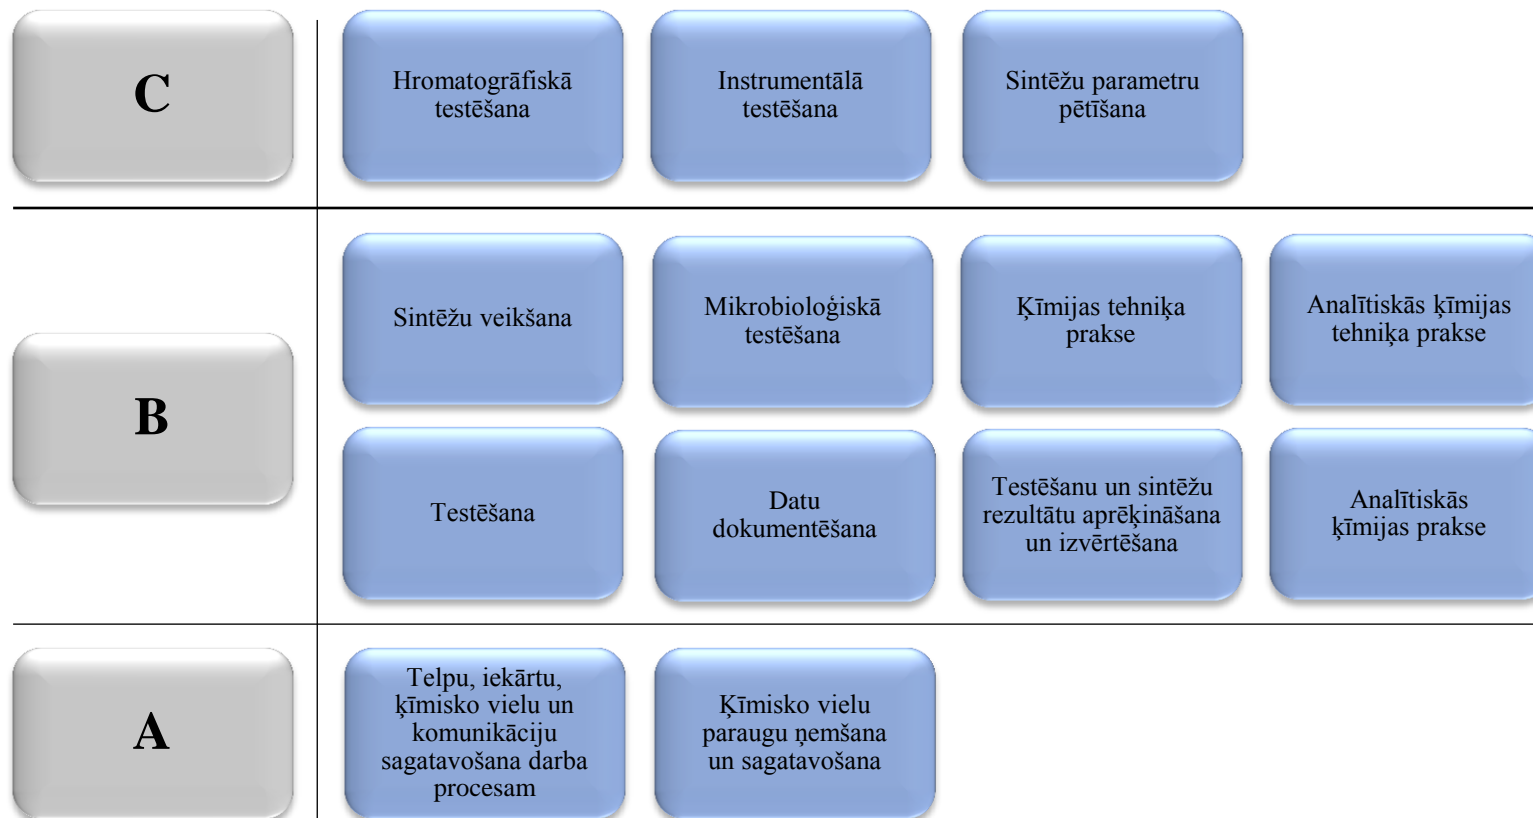 C
Hromatogrāfiskā
testēšana
Instrumentālā
testēšana
Sintēžu parametru
pētīšana
B
Sintēžu veikšana
Mikrobioloģiskā
testēšana
Ķīmijas tehniķa
prakse
Analītiskās ķīmijas
tehniķa prakse
Testēšana
Datu
dokumentēšana
Testēšanu un sintēžu
rezultātu aprēķināšana
un izvērtēšana
Analītiskās
ķīmijas prakse
A
Telpu, iekārtu,
ķīmisko vielu un
komunikāciju
sagatavošana darba
procesam
Ķīmisko vielu
paraugu ņemšana
un sagatavošana